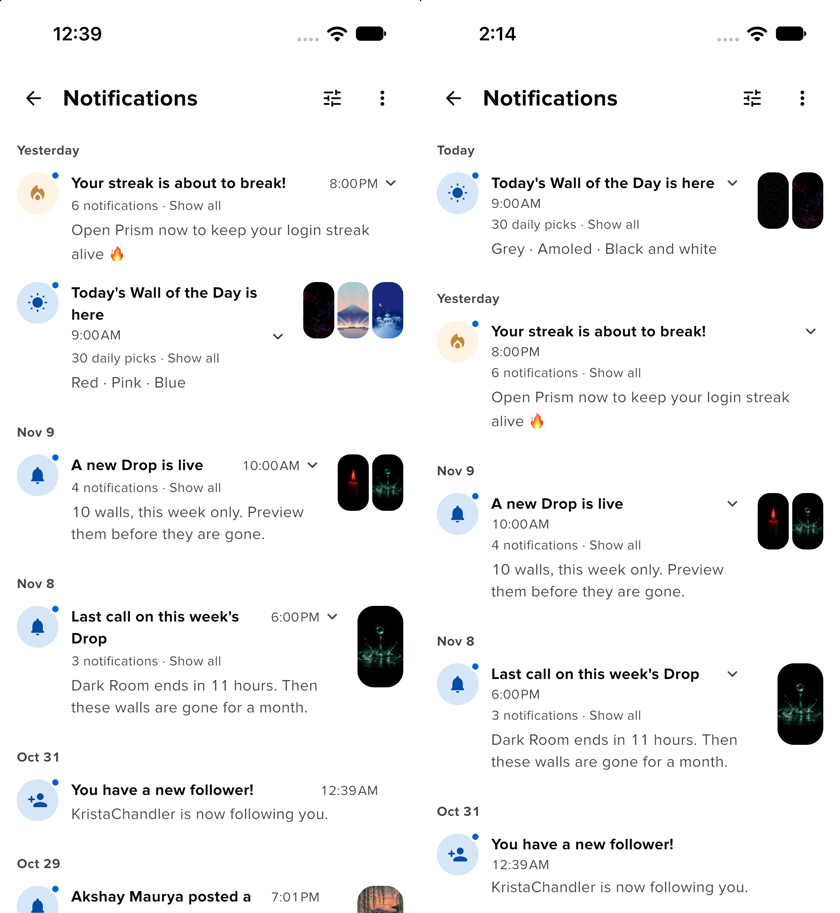 12:39
Notifications
Yesterday
Your streak is about to break! 8:00PM
6 notifications · Show all
Open Prism now to keep your login streak
alive 🔥
Today's Wall of the Day is
here
9:00AM
30 daily picks · Show all
Red · Pink · Blue
Nov 9
A new Drop is live 10:00AM
4 notifications · Show all
10 walls, this week only. Preview
them before they are gone.
Nov 8
Last call on this week's 6:00PM
Drop
3 notifications · Show all
Dark Room ends in 11 hours. Then
these walls are gone for a month.
Oct 31
You have a new follower! 12:39AM
KristaChandler is now following you.
Oct 29
Akshay Maurya posted a 7:01PM
2:14
Notifications
Today
Today's Wall of the Day is here
9:00AM
30 daily picks · Show all
Grey · Amoled · Black and white
Yesterday
Your streak is about to break!
8:00PM
6 notifications · Show all
Open Prism now to keep your login streak
alive 🔥
Nov 9
A new Drop is live
10:00AM
4 notifications · Show all
10 walls, this week only. Preview
them before they are gone.
Nov 8
Last call on this week's Drop
6:00PM
3 notifications · Show all
Dark Room ends in 11 hours. Then
these walls are gone for a month.
Oct 31
You have a new follower!
12:39AM
KristaChandler is now following you.